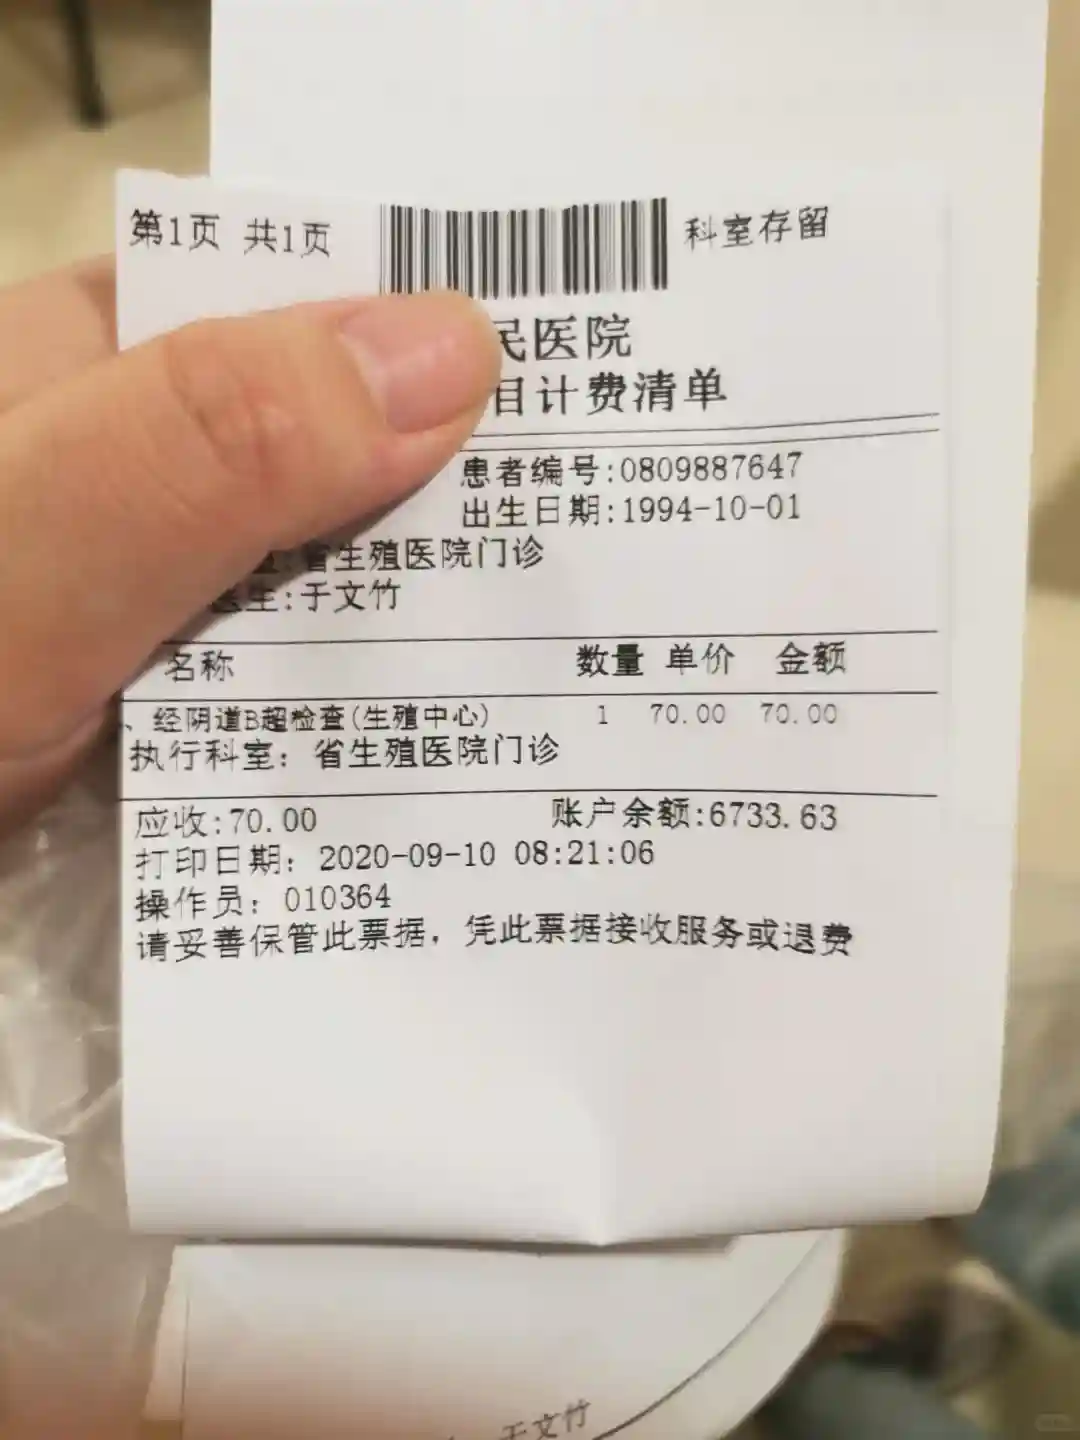 第1页 共1页
科室存留
民医院
目计费清单
患者编号:0809887647
出生日期:1994-10-01
省生殖医院门诊
医生:于文竹
名称 数量 单价 金额
、经阴道B超检查(生殖中心) 1 70.00 70.00
执行科室: 省生殖医院门诊
应收:70.00 账户余额:6733.63
打印日期: 2020-09-10 08:21:06
操作员: 010364
请妥善保管此票据，凭此票据接收服务或退费
于文竹